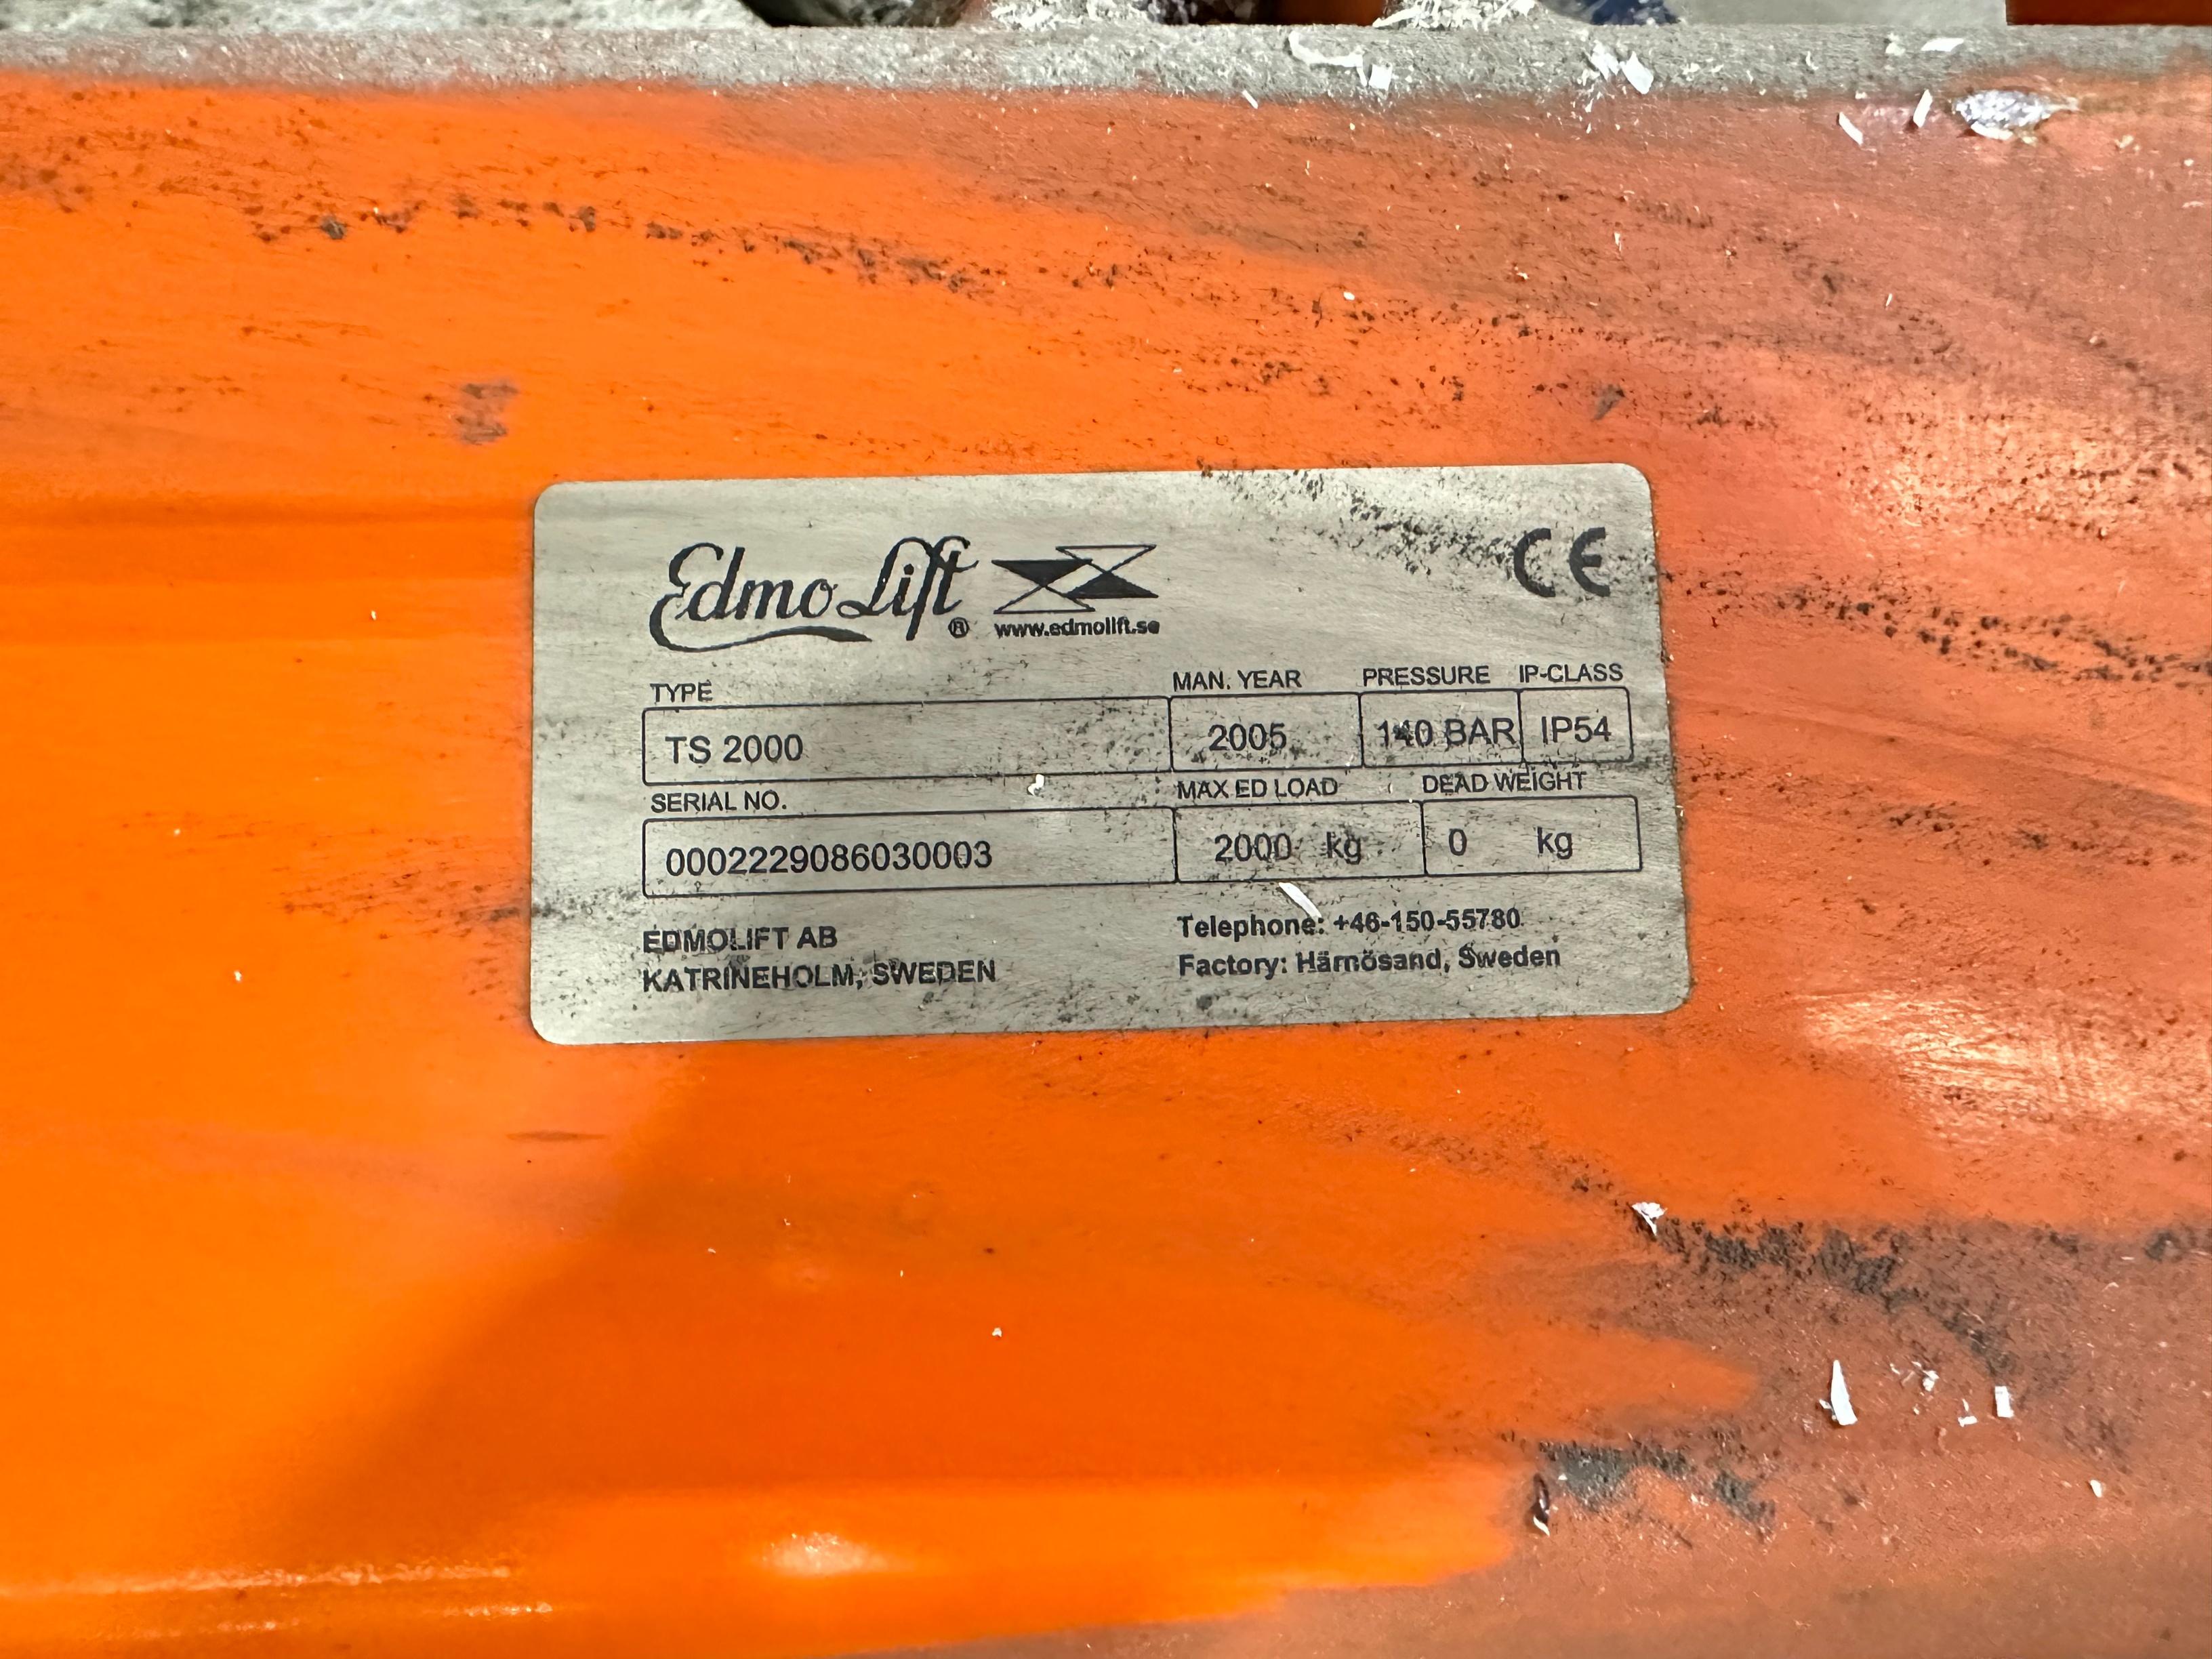 Edmo Lift ®
www.edmolift.se
CE
TYPE MAN. YEAR PRESSURE IP-CLASS
TS 2000 2005 140 BAR IP54
SERIAL NO. MAX ED LOAD DEAD WEIGHT
0002229086030003 2000 kg 0 kg
EDMOLIFT AB Telephone: +46-150-55780
KATRINEHOLM, SWEDEN Factory: Härnösand, Sweden